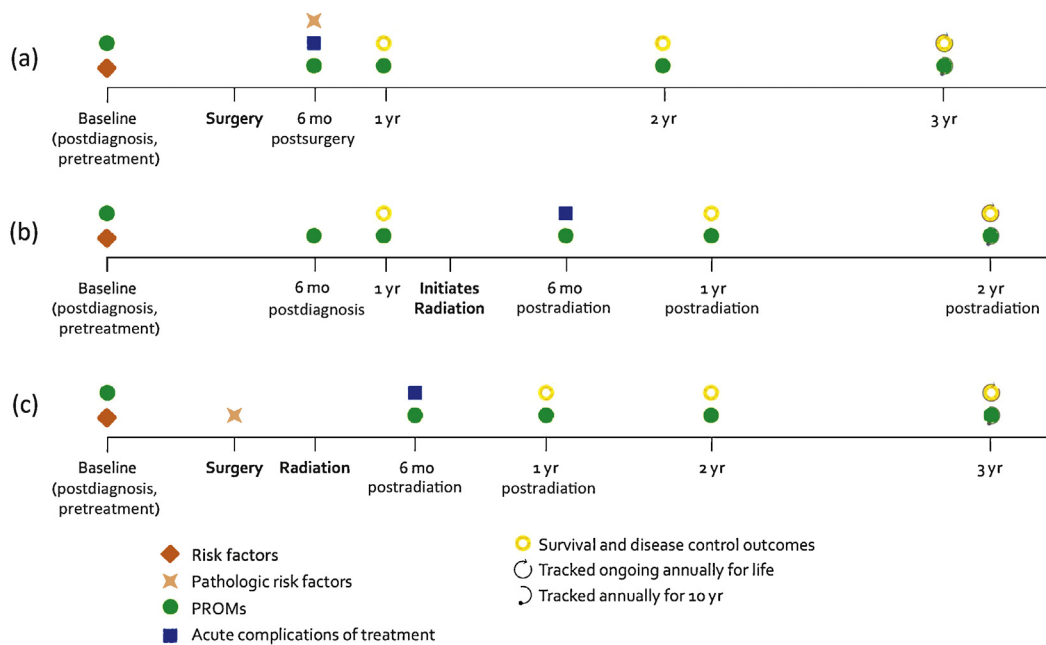 (a)
Baseline
(postdiagnosis,
pretreatment)
Surgery
6 mo
postsurgery
1 yr
2 yr
3 yr
(b)
Baseline
(postdiagnosis,
pretreatment)
6 mo
postdiagnosis
1 yr
Initiates
Radiation
6 mo
postradiation
1 yr
postradiation
2 yr
postradiation
(c)
Baseline
(postdiagnosis,
pretreatment)
Surgery
Radiation
6 mo
postradiation
1 yr
postradiation
2 yr
3 yr
Risk factors
Pathologic risk factors
PROMs
Acute complications of treatment
Survival and disease control outcomes
Tracked ongoing annually for life
Tracked annually for 10 yr